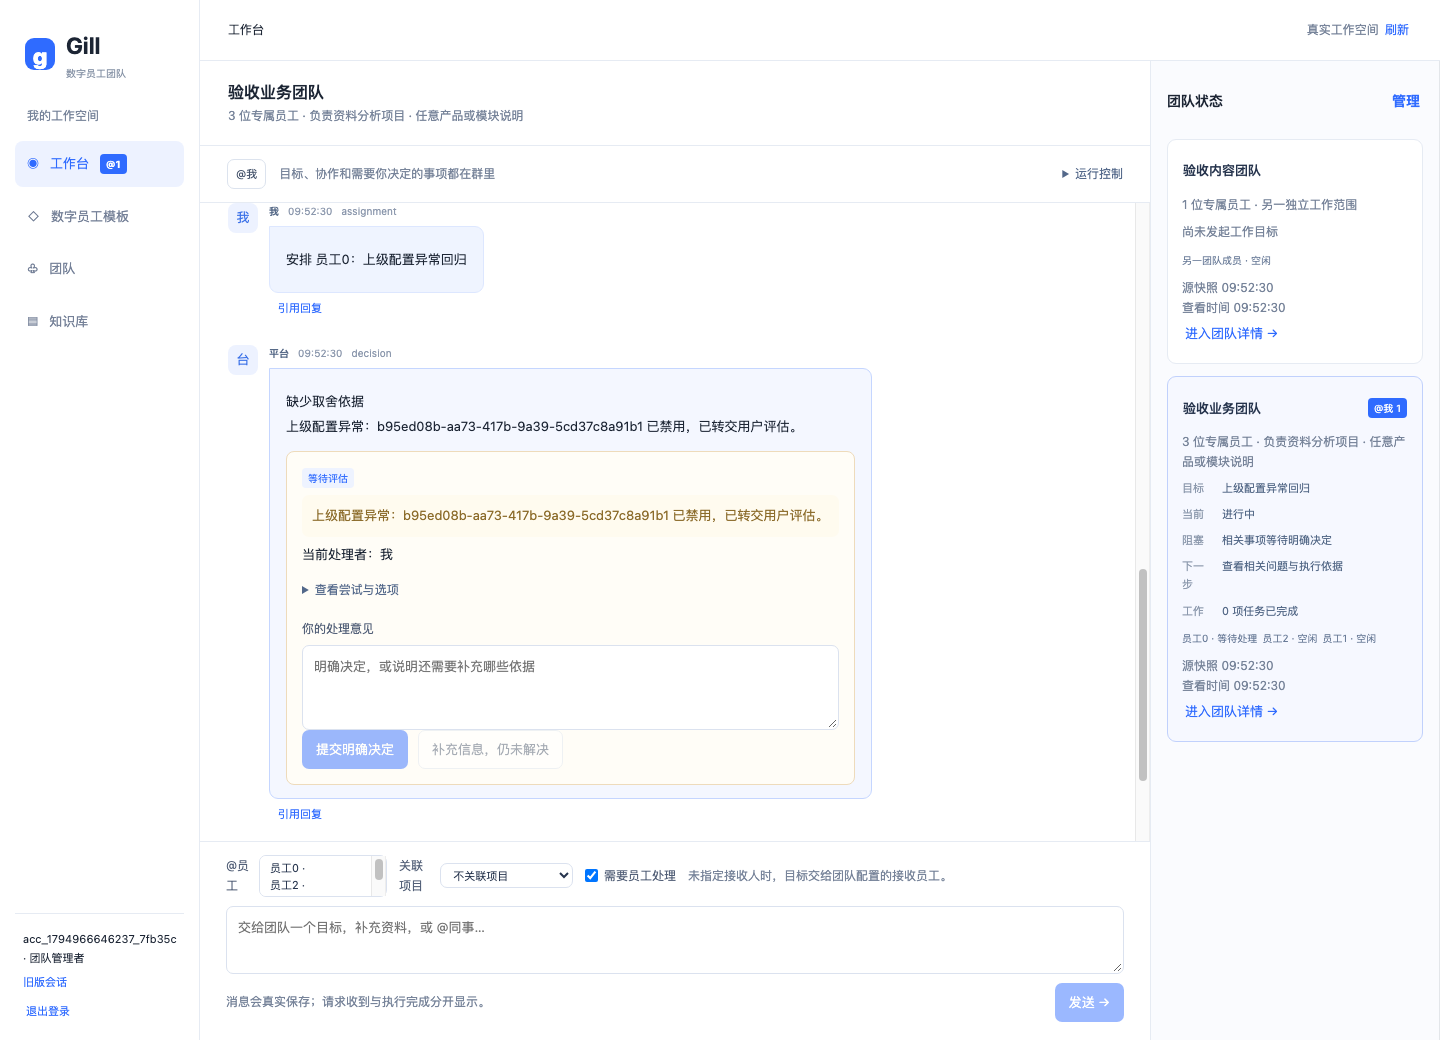 g Gill
数字员工团队
我的工作空间
工作台 @1
数字员工模板
团队
知识库
acc_1794966646237_7fb35c
· 团队管理者
旧版会话
退出登录
工作台
真实工作空间 刷新
验收业务团队
3 位专属员工 · 负责资料分析项目 · 任意产品或模块说明
@我 目标、协作和需要你决定的事项都在群里
运行控制
我 我 09:52:30 assignment
安排 员工0：上级配置异常回归
引用回复
台 平台 09:52:30 decision
缺少取舍依据
上级配置异常：b95ed08b-aa73-417b-9a39-5cd37c8a91b1 已禁用，已转交用户评估。
等待评估
上级配置异常：b95ed08b-aa73-417b-9a39-5cd37c8a91b1 已禁用，已转交用户评估。
当前处理者：我
查看尝试与选项
你的处理意见
明确决定，或说明还需要补充哪些依据
提交明确决定 补充信息，仍未解决
引用回复
@员工
员工0 ·
员工2 ·
关联项目
不关联项目
需要员工处理 未指定接收人时，目标交给团队配置的接收员工。
交给团队一个目标，补充资料，或 @同事...
消息会真实保存；请求收到与执行完成分开显示。
发送 →
团队状态 管理
验收内容团队
1 位专属员工 · 另一独立工作范围
尚未发起工作目标
另一团队成员 · 空闲
源快照 09:52:30
查看时间 09:52:30
进入团队详情 →
验收业务团队 @我 1
3 位专属员工 · 负责资料分析项目 · 任意产
品或模块说明
目标 上级配置异常回归
当前 进行中
阻塞 相关事项等待明确决定
下一步 查看相关问题与执行依据
工作 0 项任务已完成
员工0 · 等待处理 员工2 · 空闲 员工1 · 空闲
源快照 09:52:30
查看时间 09:52:30
进入团队详情 →